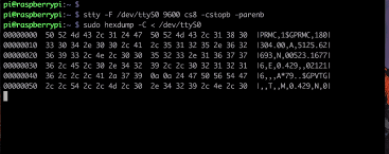 pi@raspberrypi:~ $
pi@raspberrypi:~ $ stty -F /dev/ttyS0 9600 cs8 -cstopb -parenb
pi@raspberrypi:~ $ sudo hexdump -C < /dev/ttyS0
00000000 50 52 4d 43 2c 31 24 47 50 52 4d 43 2c 31 38 30 |PRMC,1$GPRMC,180|
00000010 33 30 34 2e 30 30 2c 41 2c 35 31 32 35 2e 36 32 |304.00,A,5125.62|
00000020 36 39 33 2c 4e 2c 30 30 35 32 33 2e 31 36 37 37 |693,N,00523.1677|
00000030 36 2c 45 2c 30 2e 34 32 39 2c 2c 30 32 31 32 31 |6,E,0.429,,02121|
00000040 36 2c 2c 2c 41 2a 37 39 0d 0a 24 47 50 56 54 47 |6,,,A*79..$GPVTG|
00000050 2c 2c 54 2c 2c 4d 2c 30 2e 34 32 39 2c 4e 2c 30 |,,T,,M,0.429,N,0|